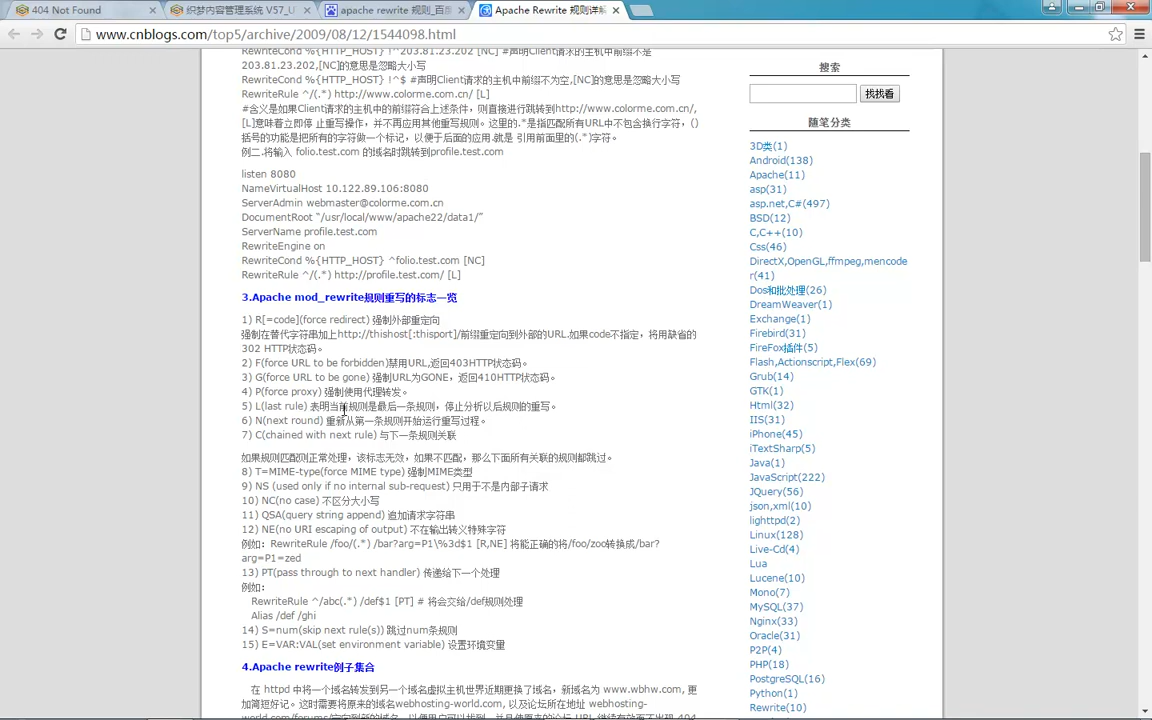 404 Not Found
织梦内容管理系统 V57_U
apache rewrite 规则_百度
Apache Rewrite 规则详解
www.cnblogs.com/top5/archive/2009/08/12/1544098.html
RewriteCond %{HTTP_HOST} !^203.81.23.202 [NC] #声明Client请求的主机中前缀不是
203.81.23.202,[NC]的意思是忽略大小写
RewriteCond %{HTTP_HOST} !^$ #声明Client请求的主机中前缀不为空,[NC]的意思是忽略大小写
RewriteRule ^/(.*) http://www.colorme.com.cn/ [L]
#含义是如果Client请求的主机中的前缀符合上述条件，则直接进行跳转到http://www.colorme.com.cn/,
[L]意味着立即停 止重写操作，并不再应用其他重写规则。这里的.*是指匹配所有URL中不包含换行字符，()
括号的功能是把所有的字符做一个标记，以便于后面的应用.就是 引用前面里的(.*)字符。
例二.将输入 folio.test.com 的域名时跳转到profile.test.com
listen 8080
NameVirtualHost 10.122.89.106:8080
ServerAdmin webmaster@colorme.com.cn
DocumentRoot “/usr/local/www/apache22/data1/”
ServerName profile.test.com
RewriteEngine on
RewriteCond %{HTTP_HOST} ^folio.test.com [NC]
RewriteRule ^/(.*) http://profile.test.com/ [L]
3.Apache mod_rewrite规则重写的标志一览
1) R[=code](force redirect) 强制外部重定向
强制在替代字符串加上http://thishost[:thisport]/前缀重定向到外部的URL.如果code不指定，将用缺省的
302 HTTP状态码。
2) F(force URL to be forbidden)禁用URL,返回403HTTP状态码。
3) G(force URL to be gone) 强制URL为GONE，返回410HTTP状态码。
4) P(force proxy) 强制使用代理转发。
5) L(last rule) 表明当前规则是最后一条规则，停止分析以后规则的重写。
6) N(next round) 重新从第一条规则开始运行重写过程。
7) C(chained with next rule) 与下一条规则关联
如果规则匹配则正常处理，该标志无效，如果不匹配，那么下面所有关联的规则都跳过。
8) T=MIME-type(force MIME type) 强制MIME类型
9) NS (used only if no internal sub-request) 只用于不是内部子请求
10) NC(no case) 不区分大小写
11) QSA(query string append) 追加请求字符串
12) NE(no URI escaping of output) 不在输出转义特殊字符
例如：RewriteRule /foo/(.*) /bar?arg=P1\%3d$1 [R,NE] 将能正确的将/foo/zoo转换成/bar?
arg=P1=zed
13) PT(pass through to next handler) 传递给下一个处理
例如：
RewriteRule ^/abc(.*) /def$1 [PT] # 将会交给/def规则处理
Alias /def /ghi
14) S=num(skip next rule(s)) 跳过num条规则
15) E=VAR:VAL(set environment variable) 设置环境变量
4.Apache rewrite例子集合
在 httpd 中将一个域名转发到另一个域名虚拟主机世界近期更换了域名，新域名为 www.wbhw.com, 更
加简短好记。这时需要将原来的域名webhosting-world.com, 以及论坛所在地址 webhosting-
world.com/forums/定向到新的域名，以便用户可以找到，并且使原来的论坛 URL 继续有效而不出现 404
搜索
找找看
随笔分类
3D类(1)
Android(138)
Apache(11)
asp(31)
asp.net,C#(497)
BSD(12)
C,C++(10)
Css(46)
DirectX,OpenGL,ffmpeg,mencode
r(41)
Dos和批处理(26)
DreamWeaver(1)
Exchange(1)
Firebird(31)
FireFox插件(5)
Flash,Actionscript,Flex(69)
Grub(14)
GTK(1)
Html(32)
IIS(31)
iPhone(45)
iTextSharp(5)
Java(1)
JavaScript(222)
JQuery(56)
json,xml(10)
lighttpd(2)
Linux(128)
Live-Cd(4)
Lua
Lucene(10)
Mono(7)
MySQL(37)
Nginx(33)
Oracle(31)
P2P(4)
PHP(18)
PostgreSQL(16)
Python(1)
Rewrite(10)